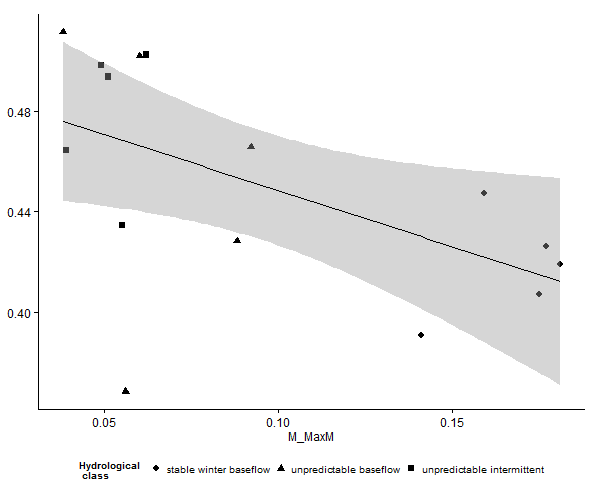 0.48
0.44
0.40
0.05 0.10 0.15
M_MaxM
Hydrological
class
stable winter baseflow unpredictable baseflow unpredictable intermittent